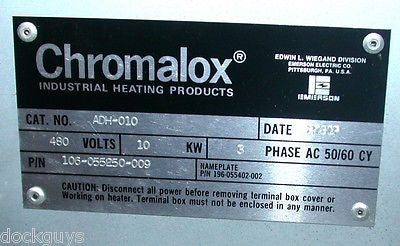 Chromalox®
INDUSTRIAL HEATING PRODUCTS
EDWIN L. WIEGAND DIVISION
EMERSON ELECTRIC CO.
PITTSBURGH, PA. U.S.A.
EMERSON
CAT. NO. ADH-010 DATE
480 VOLTS 10 KW 3 PHASE AC 50/60 CY
P/N 106-055250-009
NAMEPLATE
P/N 196-055402-002
CAUTION: Disconnect all power before removing terminal box cover or
Working on heater. Terminal box must not be enclosed in any manner.
- US seller id: dockguys